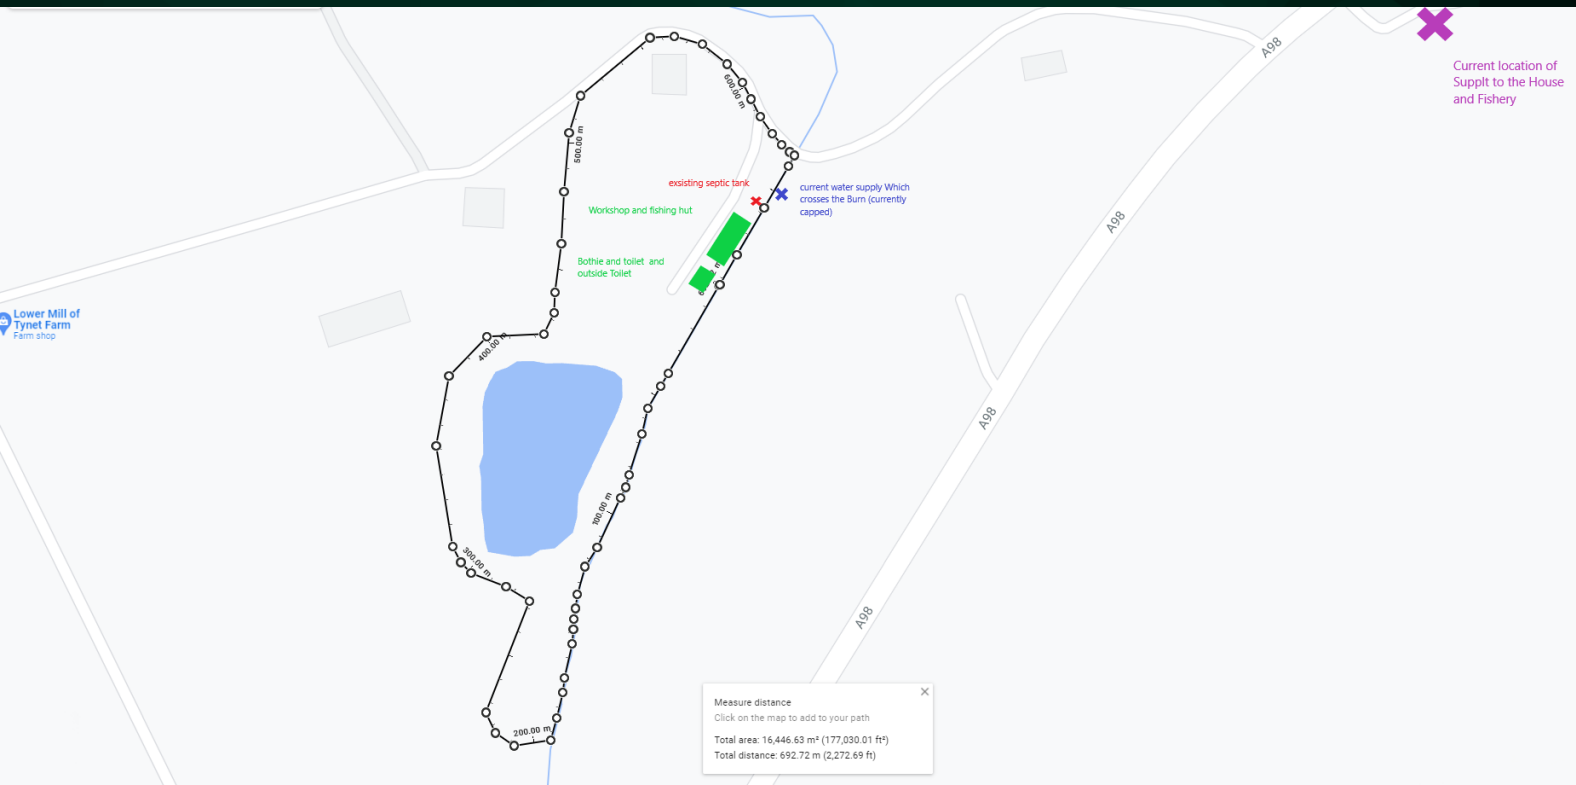 A98
Current location of
Supplt to the House
and Fishery
600.00 m
500.00 m
exsisting septic tank
current water supply Which
crosses the Burn (currently
capped)
Workshop and fishing hut
A98
Bothie and toilet and
outside Toilet
Lower Mill of
Tynet Farm
Farm shop
400.00 m
A98
100.00 m
300.00 m
A98
200.00 m
Measure distance
Click on the map to add to your path
Total area: 16,446.63 m² (177,030.01 ft²)
Total distance: 692.72 m (2,272.69 ft)